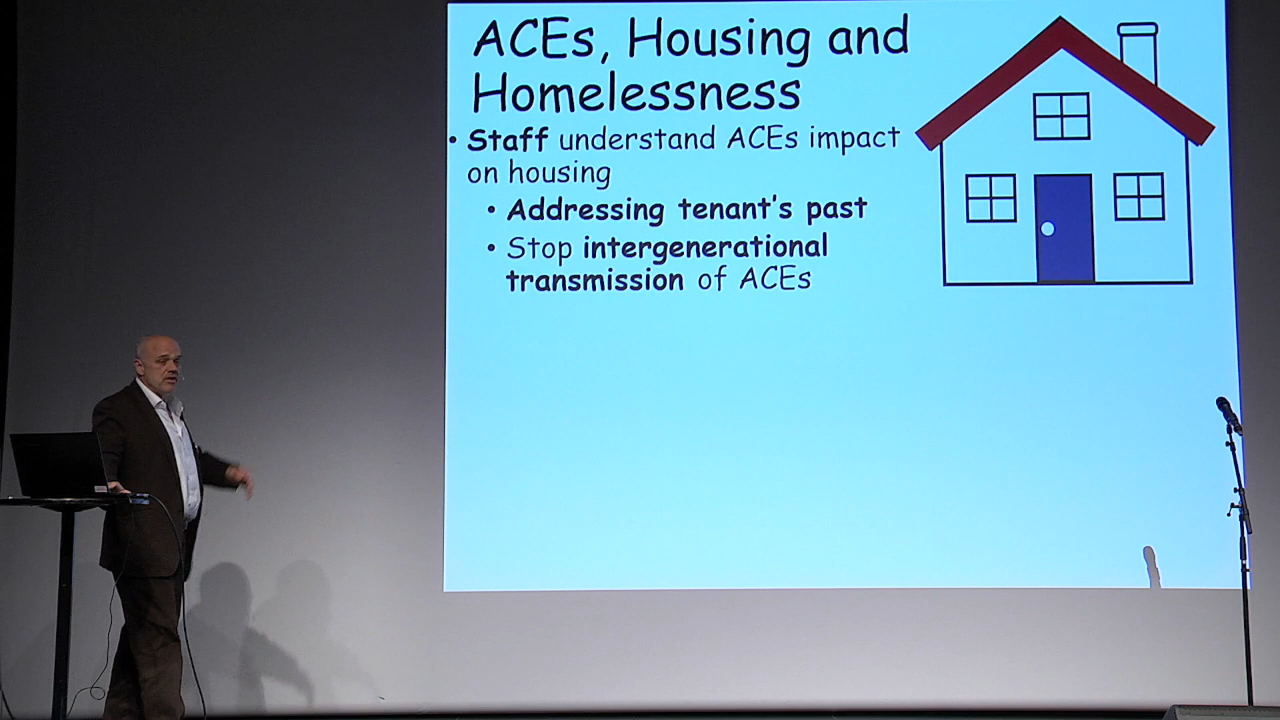 ACEs, Housing and
Homelessness
• Staff understand ACEs impact
on housing
• Addressing tenant's past
• Stop intergenerational
transmission of ACEs